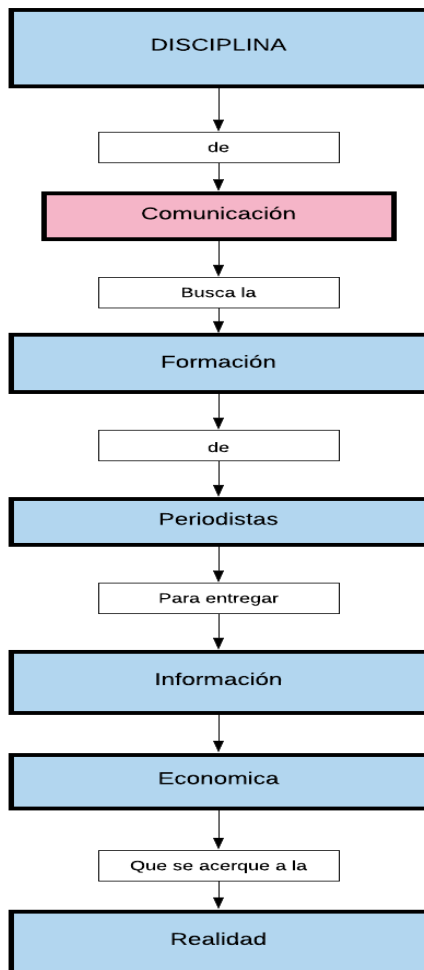 DISCIPLINA
de
Comunicación
Busca la
Formación
de
Periodistas
Para entregar
Información
Economica
Que se acerque a la
Realidad